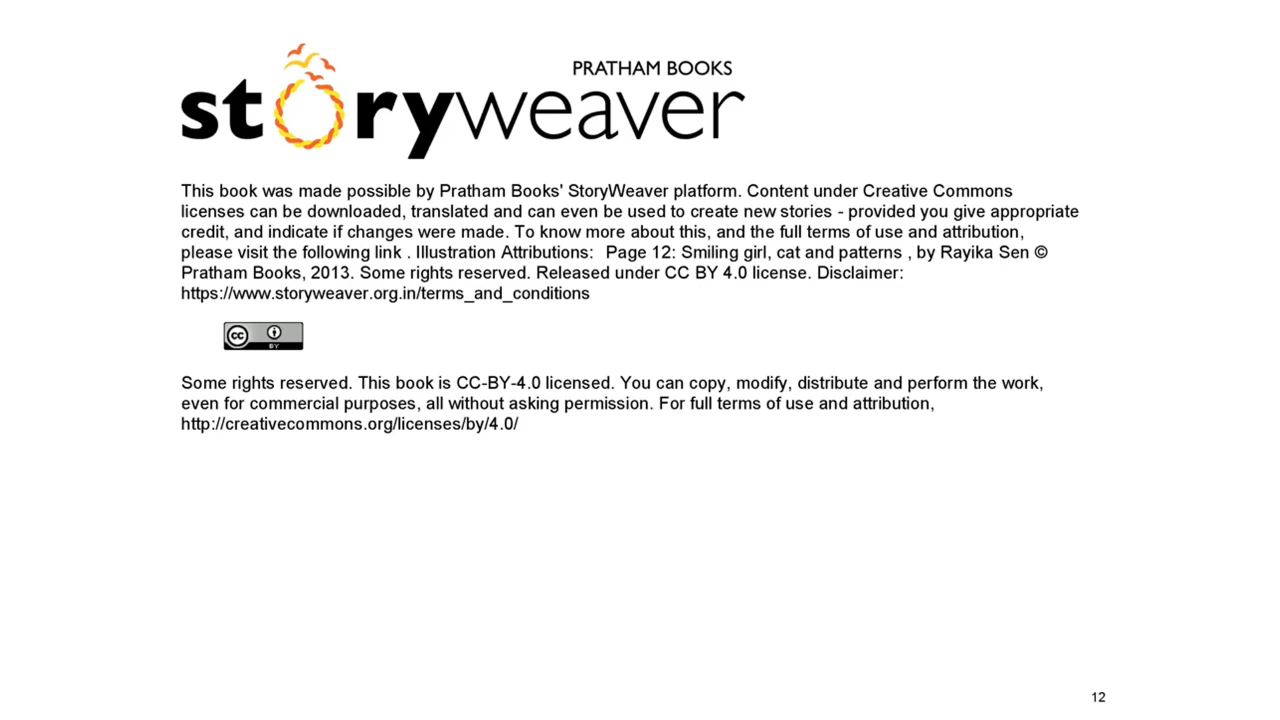 PRATHAM BOOKS
storyweaver
This book was made possible by Pratham Books' StoryWeaver platform. Content under Creative Commons
licenses can be downloaded, translated and can even be used to create new stories - provided you give appropriate
credit, and indicate if changes were made. To know more about this, and the full terms of use and attribution,
please visit the following link . Illustration Attributions: Page 12: Smiling girl, cat and patterns , by Rayika Sen ©
Pratham Books, 2013. Some rights reserved. Released under CC BY 4.0 license. Disclaimer:
https://www.storyweaver.org.in/terms_and_conditions
cc BY
Some rights reserved. This book is CC-BY-4.0 licensed. You can copy, modify, distribute and perform the work,
even for commercial purposes, all without asking permission. For full terms of use and attribution,
http://creativecommons.org/licenses/by/4.0/
12